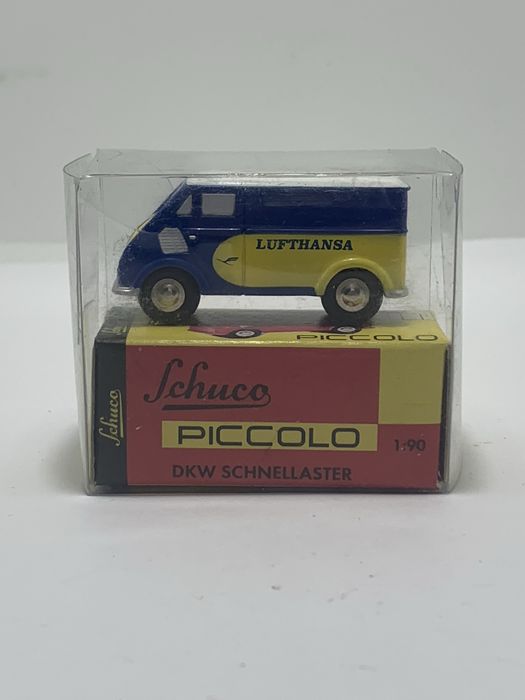 LUFTHANSA
PICCOLO
Schuco
Schuco
PICCOLO
1:90
DKW SCHNELLASTER